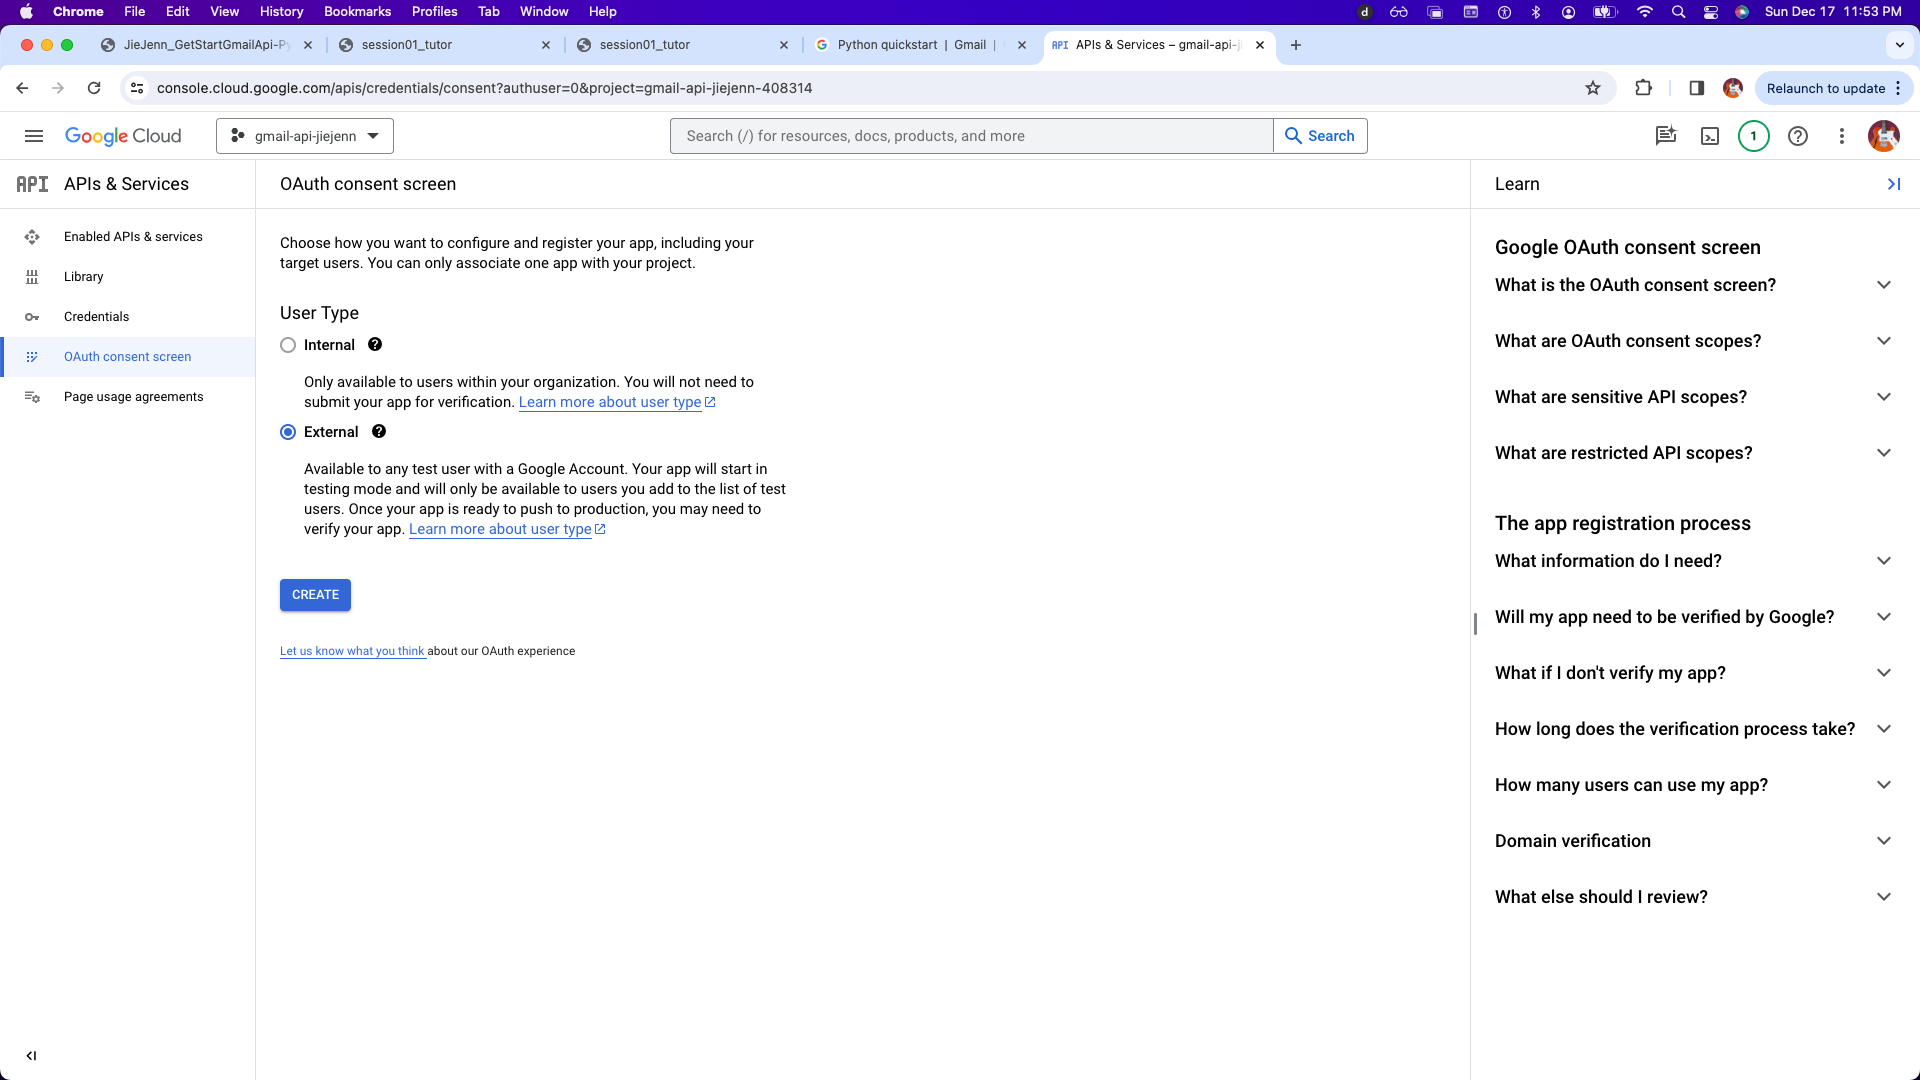 Chrome File Edit View History Bookmarks Profiles Tab Window Help
d Sun Dec 17 11:53 PM
JieJenn_GetStartGmailApi-Py
session01_tutor
session01_tutor
Python quickstart | Gmail |
API APIs & Services – gmail-api-ji
console.cloud.google.com/apis/credentials/consent?authuser=0&project=gmail-api-jiejenn-408314
Relaunch to update
Google Cloud
gmail-api-jiejenn
Search (/) for resources, docs, products, and more
Search
1
API APIs & Services
Enabled APIs & services
Library
Credentials
OAuth consent screen
Page usage agreements
OAuth consent screen
Choose how you want to configure and register your app, including your
target users. You can only associate one app with your project.
User Type
Internal
Only available to users within your organization. You will not need to
submit your app for verification. Learn more about user type
External
Available to any test user with a Google Account. Your app will start in
testing mode and will only be available to users you add to the list of test
users. Once your app is ready to push to production, you may need to
verify your app. Learn more about user type
CREATE
Let us know what you think about our OAuth experience
Learn
Google OAuth consent screen
What is the OAuth consent screen?
What are OAuth consent scopes?
What are sensitive API scopes?
What are restricted API scopes?
The app registration process
What information do I need?
Will my app need to be verified by Google?
What if I don't verify my app?
How long does the verification process take?
How many users can use my app?
Domain verification
What else should I review?